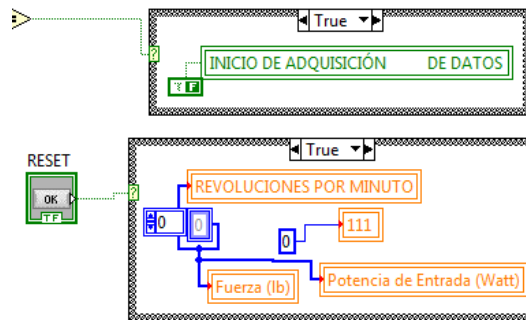 True
?
INICIO DE ADQUISICIÓN DE DATOS
T F
True
RESET
OK
TF
?
REVOLUCIONES POR MINUTO
0 0
111
0
Fuerza (lb)
Potencia de Entrada (Watt)